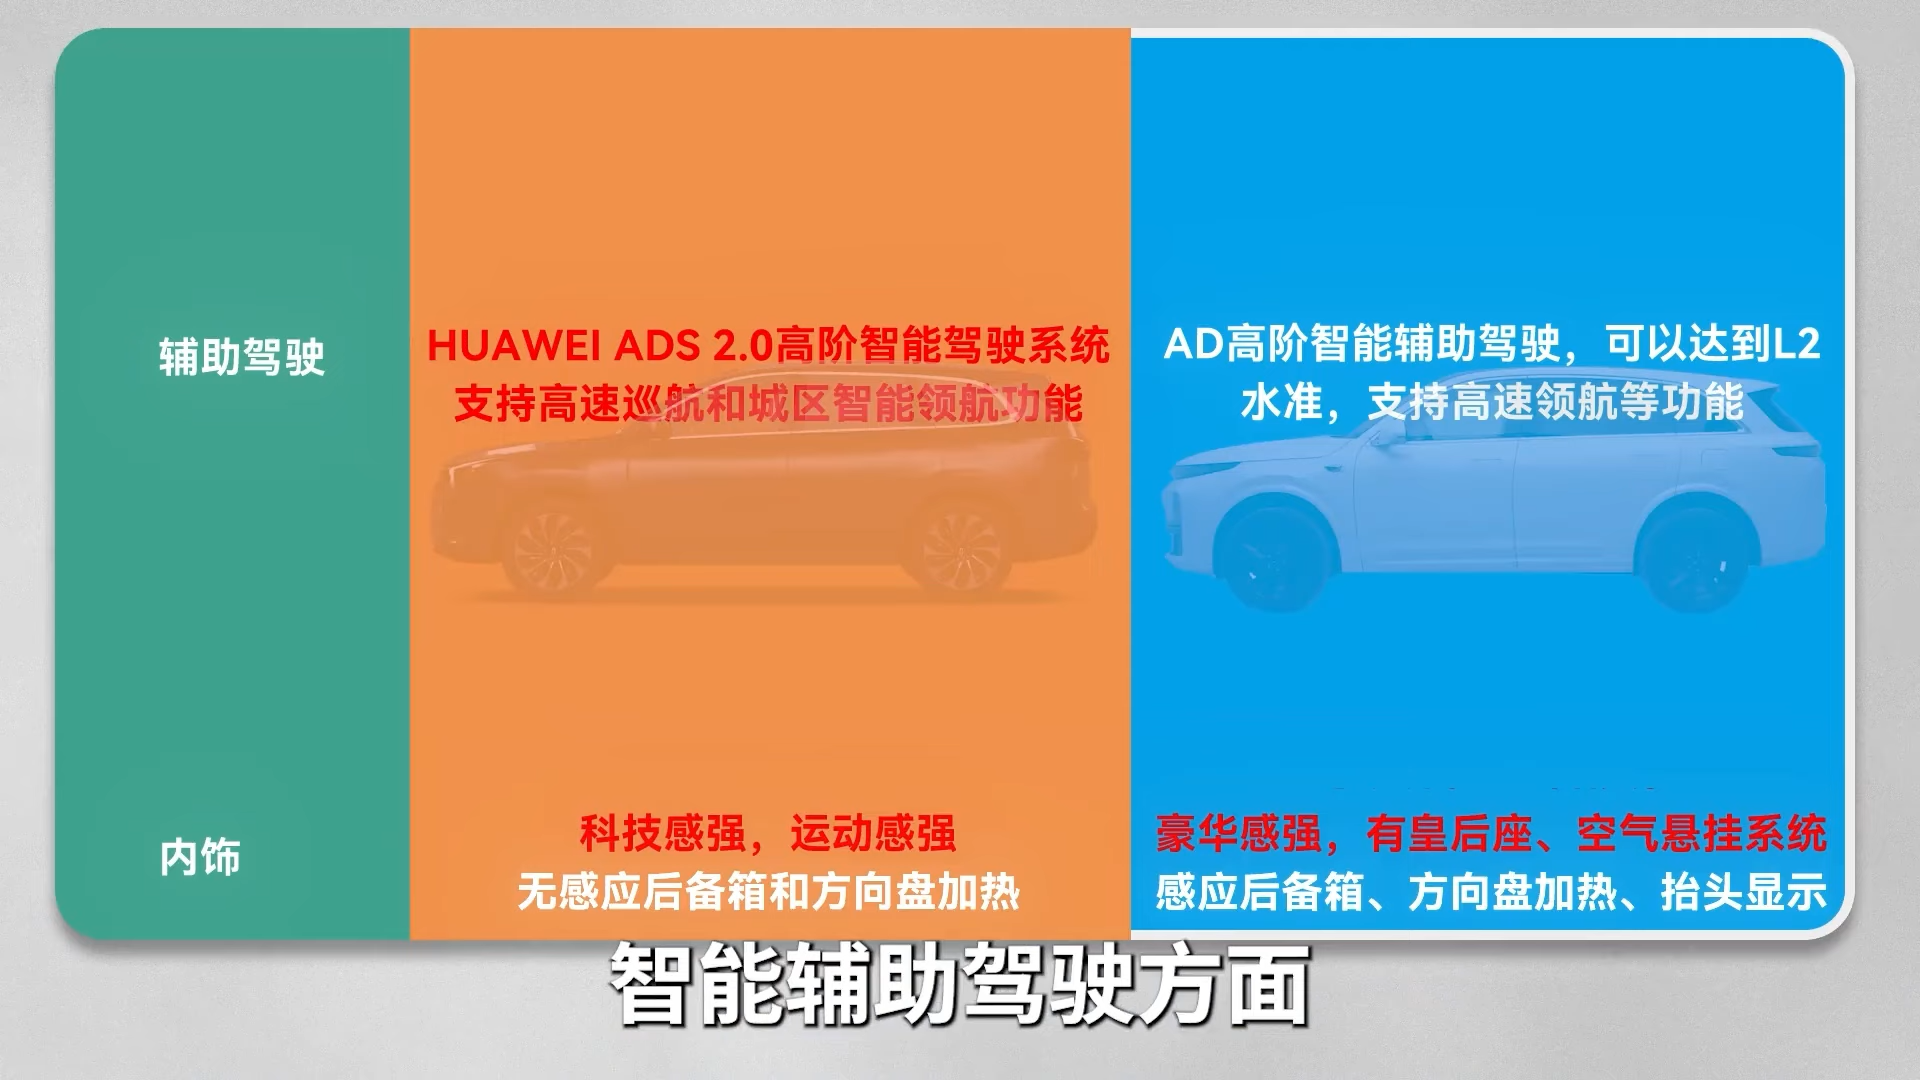 辅助驾驶
HUAWEI ADS 2.0高阶智能驾驶系统
支持高速巡航和城区智能领航功能
AD高阶智能辅助驾驶，可以达到L2
水准，支持高速领航等功能
内饰
科技感强，运动感强
无感应后备箱和方向盘加热
豪华感强，有皇后座、空气悬挂系统
感应后备箱、方向盘加热、抬头显示
智能辅助驾驶方面